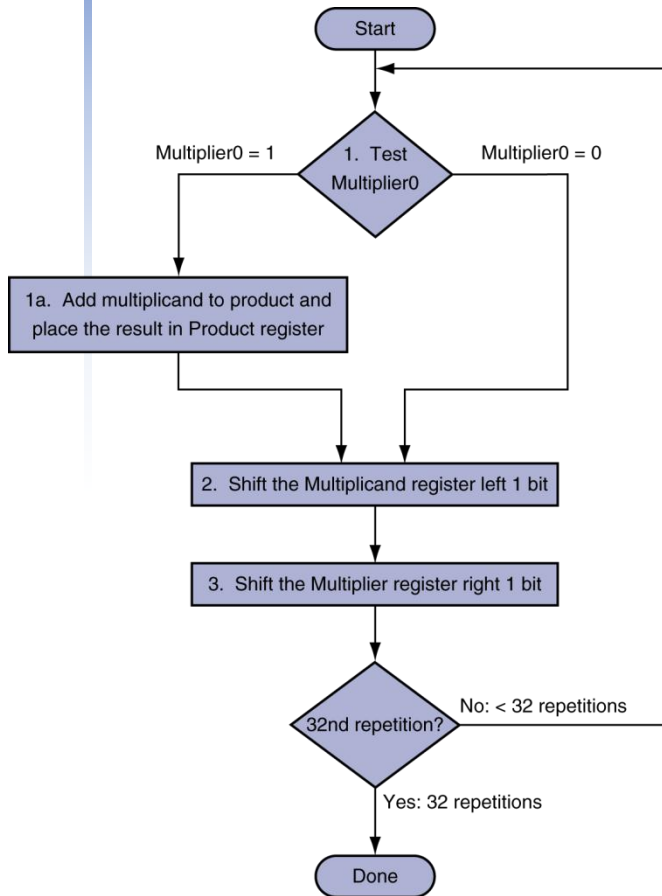 Start
Multiplier0 = 1
1. Test
Multiplier0
Multiplier0 = 0
1a. Add multiplicand to product and
place the result in Product register
2. Shift the Multiplicand register left 1 bit
3. Shift the Multiplier register right 1 bit
32nd repetition?
No: < 32 repetitions
Yes: 32 repetitions
Done